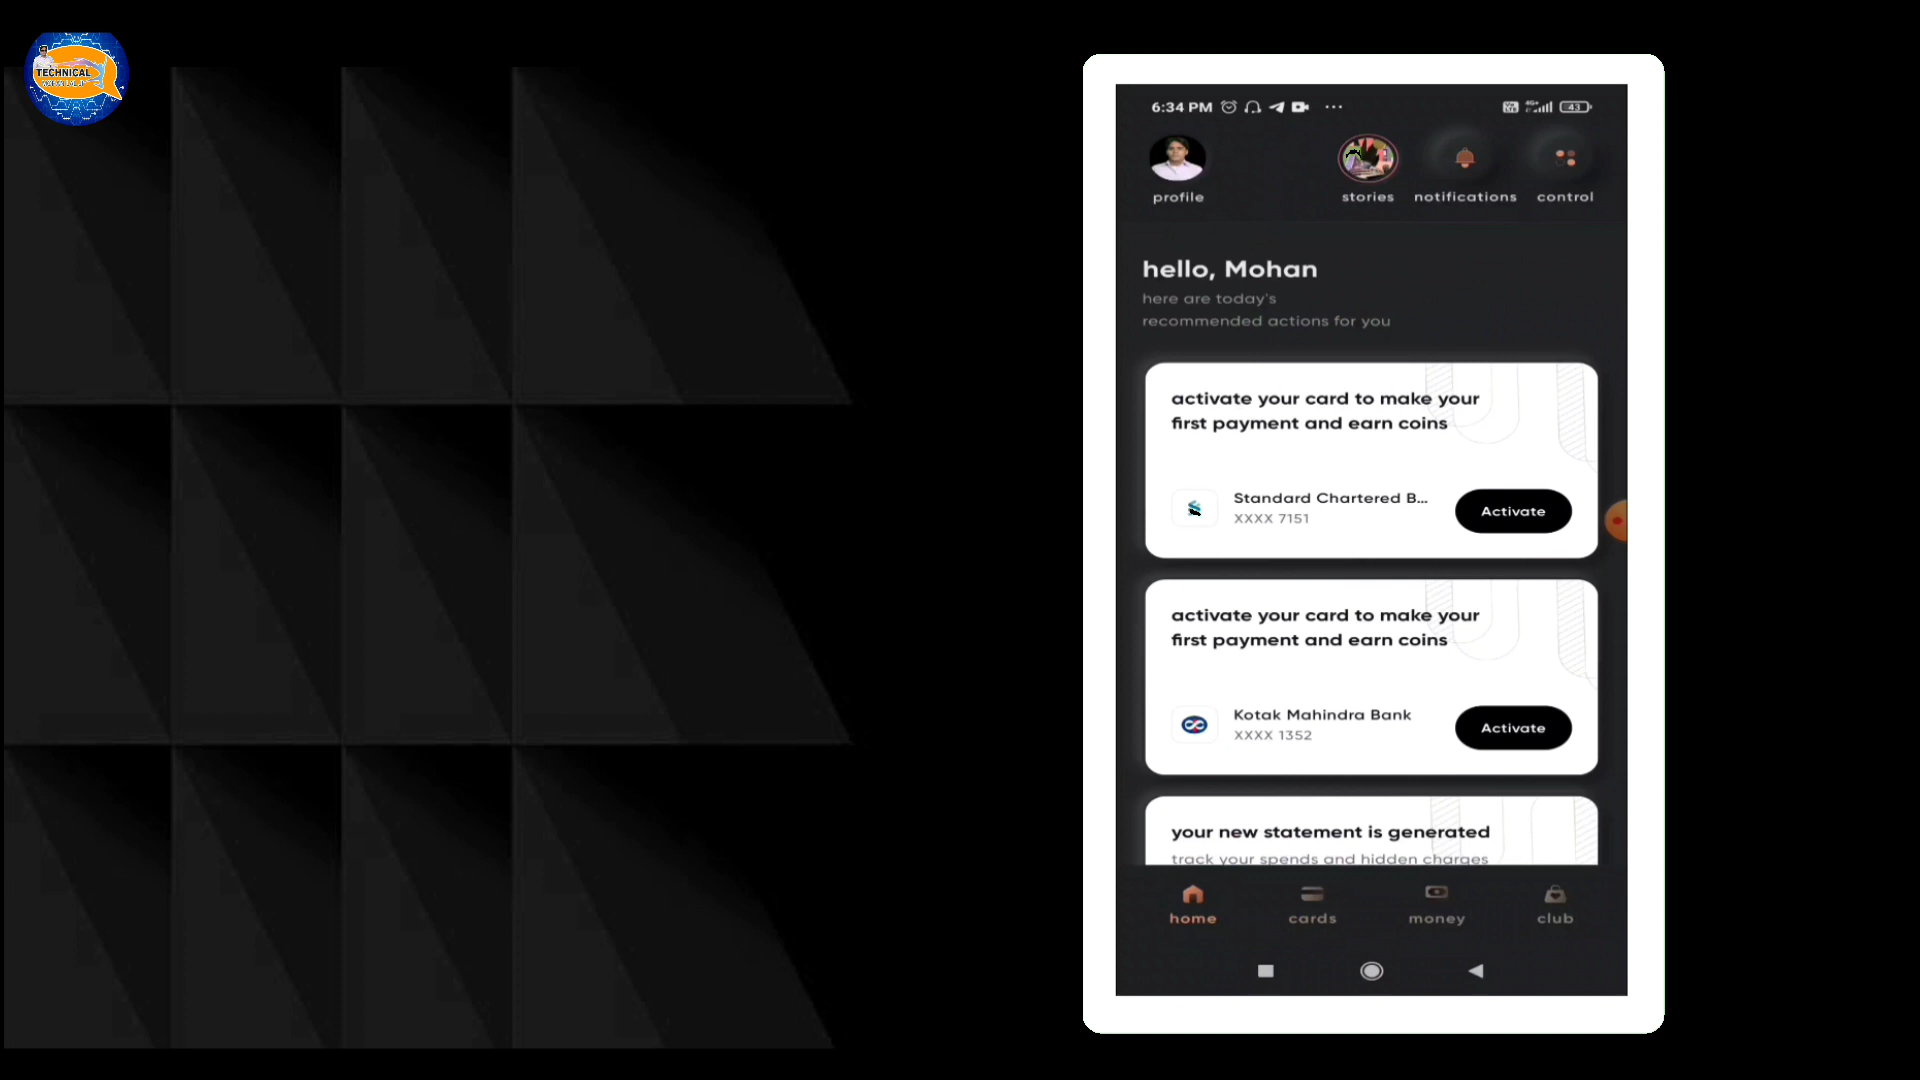 TECHNICAL
6:34 PM
43
profile
stories
notifications
control
hello, Mohan
here are today's
recommended actions for you
activate your card to make your
first payment and earn coins
Standard Chartered B...
XXXX 7151
Activate
activate your card to make your
first payment and earn coins
Kotak Mahindra Bank
XXXX 1352
Activate
your new statement is generated
track your spends and hidden charges
home
cards
money
club